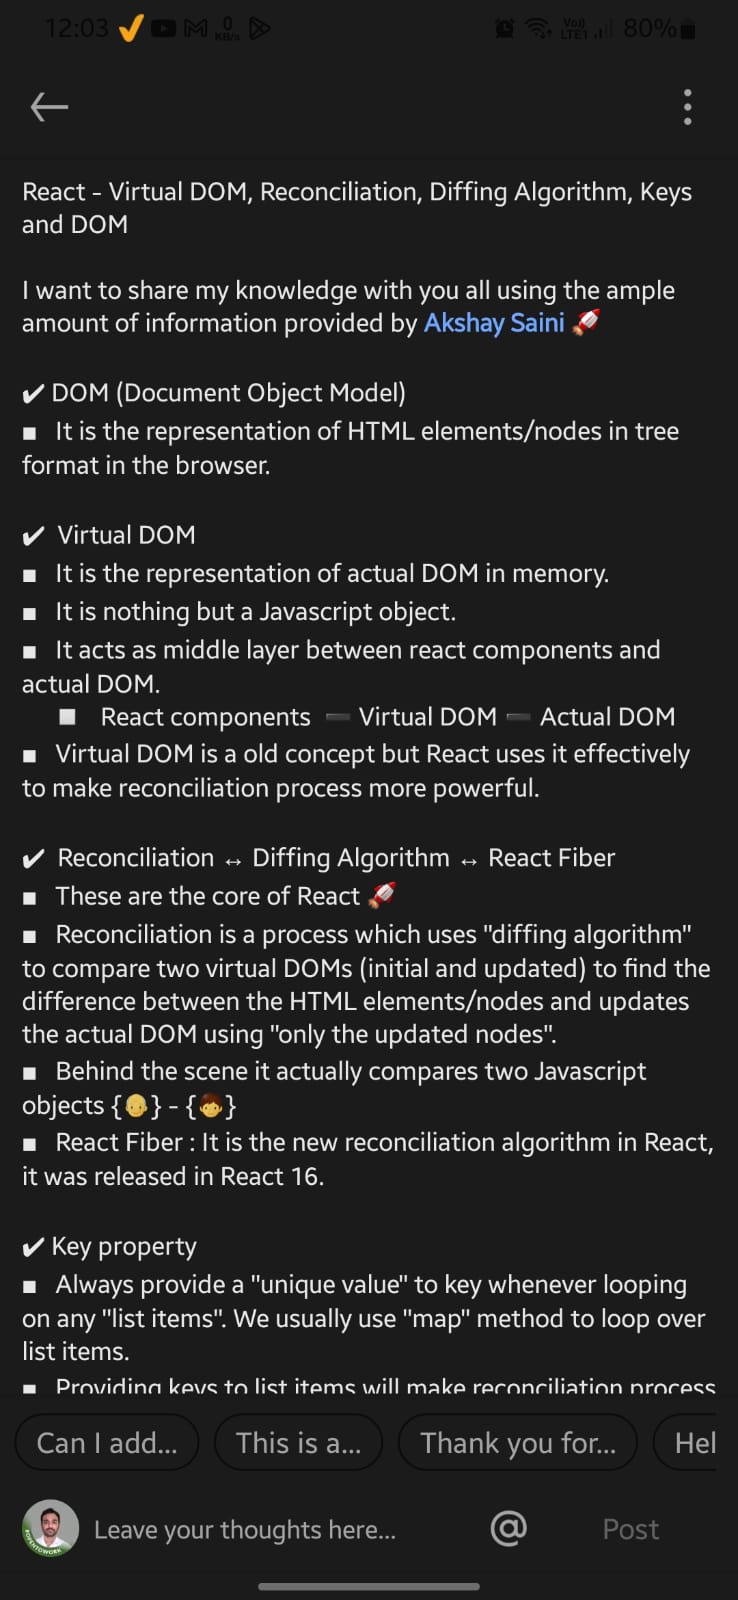 12:03
0
KB/s
Vo))
LTE1
80%
React - Virtual DOM, Reconciliation, Diffing Algorithm, Keys
and DOM
I want to share my knowledge with you all using the ample
amount of information provided by Akshay Saini 🚀
✔ DOM (Document Object Model)
▪ It is the representation of HTML elements/nodes in tree
format in the browser.
✔ Virtual DOM
▪ It is the representation of actual DOM in memory.
▪ It is nothing but a Javascript object.
▪ It acts as middle layer between react components and
actual DOM.
◻ React components ➖ Virtual DOM ➖ Actual DOM
▪ Virtual DOM is a old concept but React uses it effectively
to make reconciliation process more powerful.
✔ Reconciliation ↔ Diffing Algorithm ↔ React Fiber
▪ These are the core of React 🚀
▪ Reconciliation is a process which uses "diffing algorithm"
to compare two virtual DOMs (initial and updated) to find the
difference between the HTML elements/nodes and updates
the actual DOM using "only the updated nodes".
▪ Behind the scene it actually compares two Javascript
objects {👴} - {🧒}
▪ React Fiber : It is the new reconciliation algorithm in React,
it was released in React 16.
✔ Key property
▪ Always provide a "unique value" to key whenever looping
on any "list items". We usually use "map" method to loop over
list items.
▪ Providing keys to list items will make reconciliation process
Can I add... This is a... Thank you for... Hel
Leave your thoughts here... @ Post